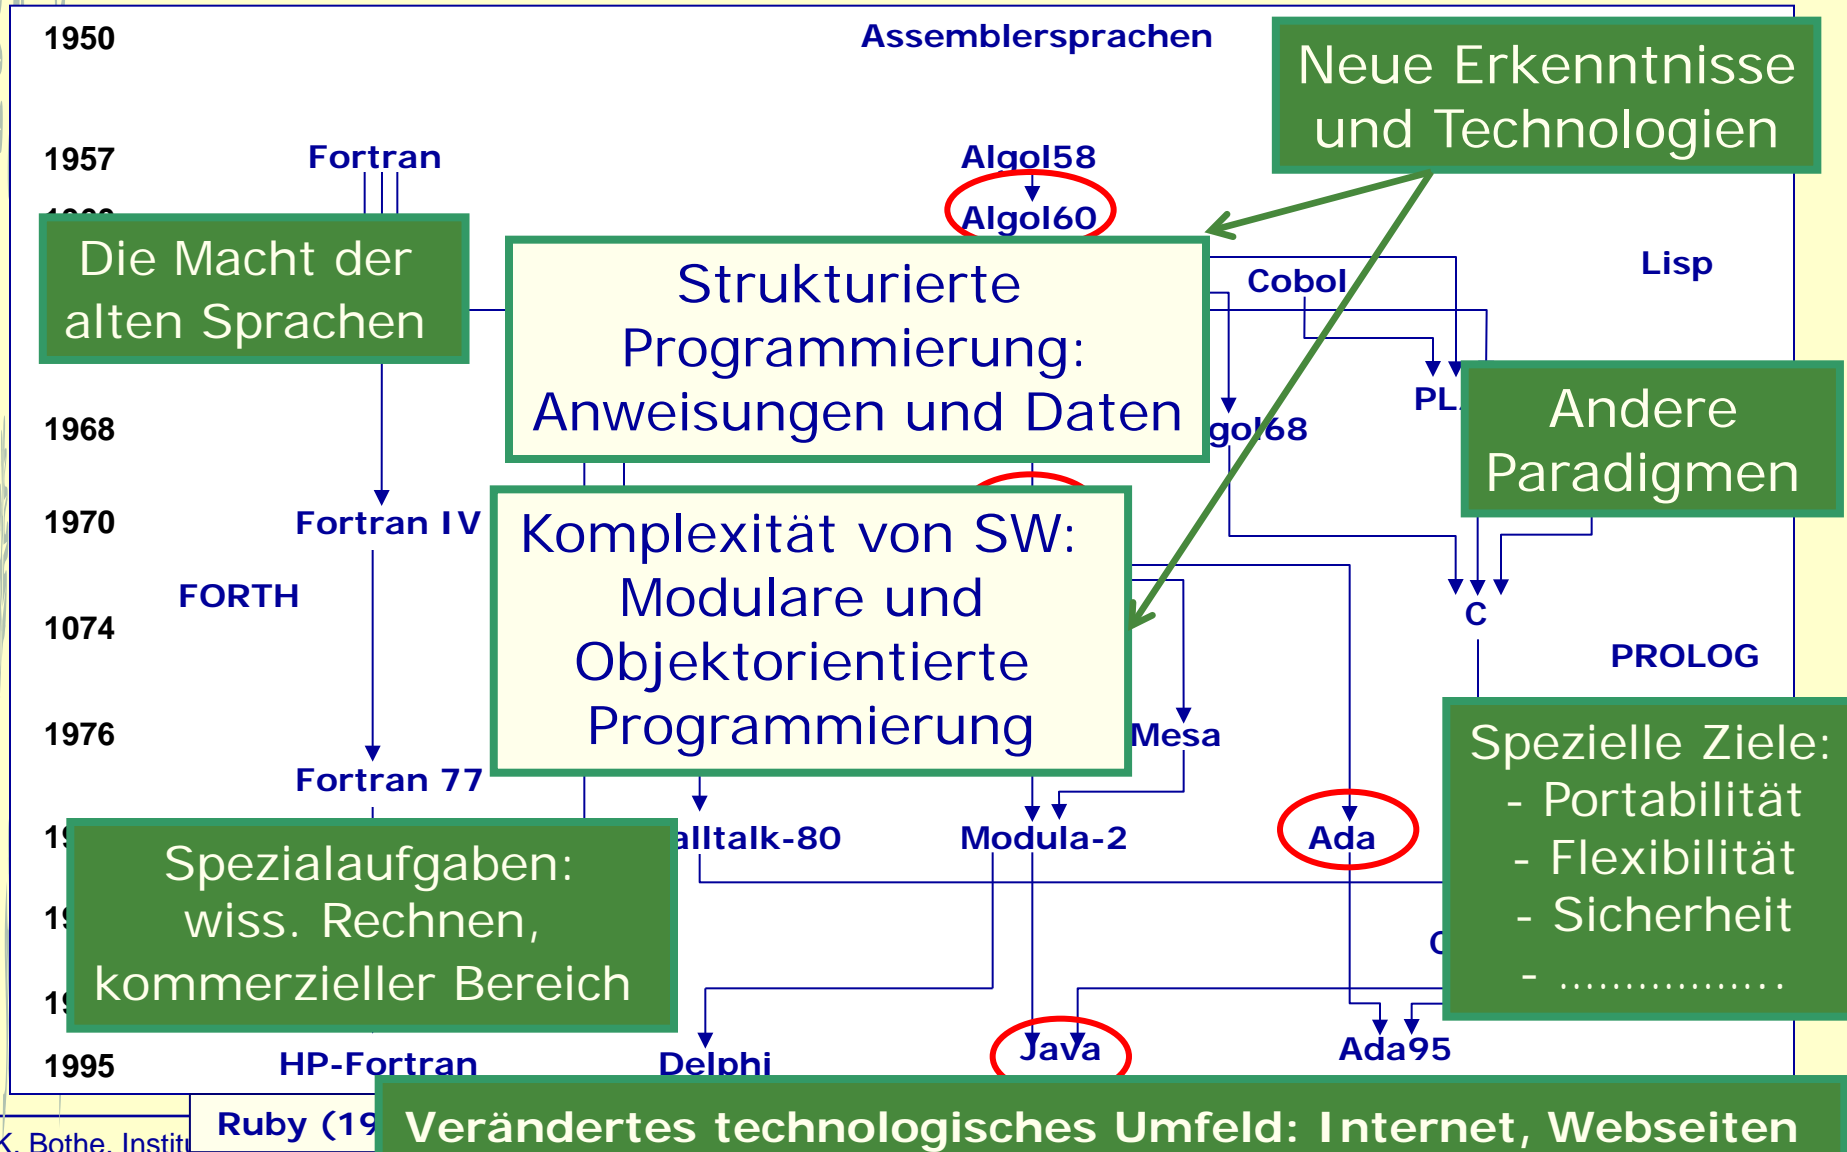 1950
Assemblersprachen
Neue Erkenntnisse
und Technologien
1957
Fortran
Algol58
Algol60
Die Macht der
alten Sprachen
Strukturierte
Programmierung:
Anweisungen und Daten
Cobol
Lisp
1968
gol68
PL
Andere
Paradigmen
1970
Fortran IV
Komplexität von SW:
Modulare und
Objektorientierte
Programmierung
FORTH
1074
C
PROLOG
1976
Mesa
Fortran 77
Spezielle Ziele:
- Portabilität
- Flexibilität
- Sicherheit
- .................
alltalk-80
Modula-2
Ada
Spezialaufgaben:
wiss. Rechnen,
kommerzieller Bereich
1995
HP-Fortran
Delphi
Java
Ada95
Ruby (19
Verändertes technologisches Umfeld: Internet, Webseiten
K. Bothe, Institu